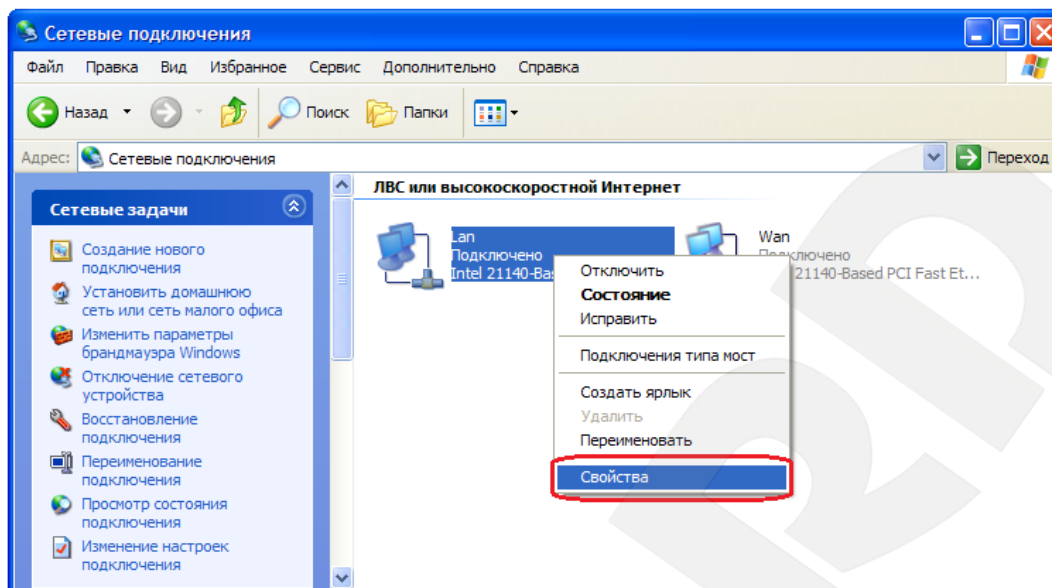 Сетевые подключения
Файл Правка Вид Избранное Сервис Дополнительно Справка
Назад Поиск Папки
Адрес: Сетевые подключения Переход
Сетевые задачи
Создание нового
подключения
Установить домашнюю
сеть или сеть малого офиса
Изменить параметры
брандмауэра Windows
Отключение сетевого
устройства
Восстановление
подключения
Переименование
подключения
Просмотр состояния
подключения
Изменение настроек
подключения
ЛВС или высокоскоростной Интернет
Lan
Подключено
Intel 21140-Bas
Wan
Подключено
21140-Based PCI Fast Et...
Отключить
Состояние
Исправить
Подключения типа мост
Создать ярлык
Удалить
Переименовать
Свойства